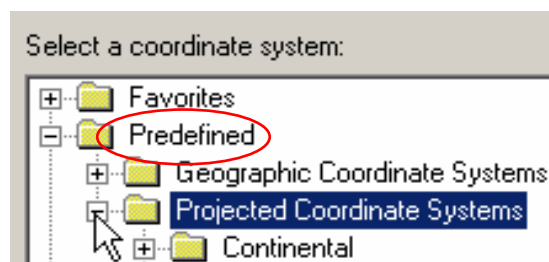 Select a coordinate system:
Favorites
Predefined
Geographic Coordinate Systems
Projected Coordinate Systems
Continental